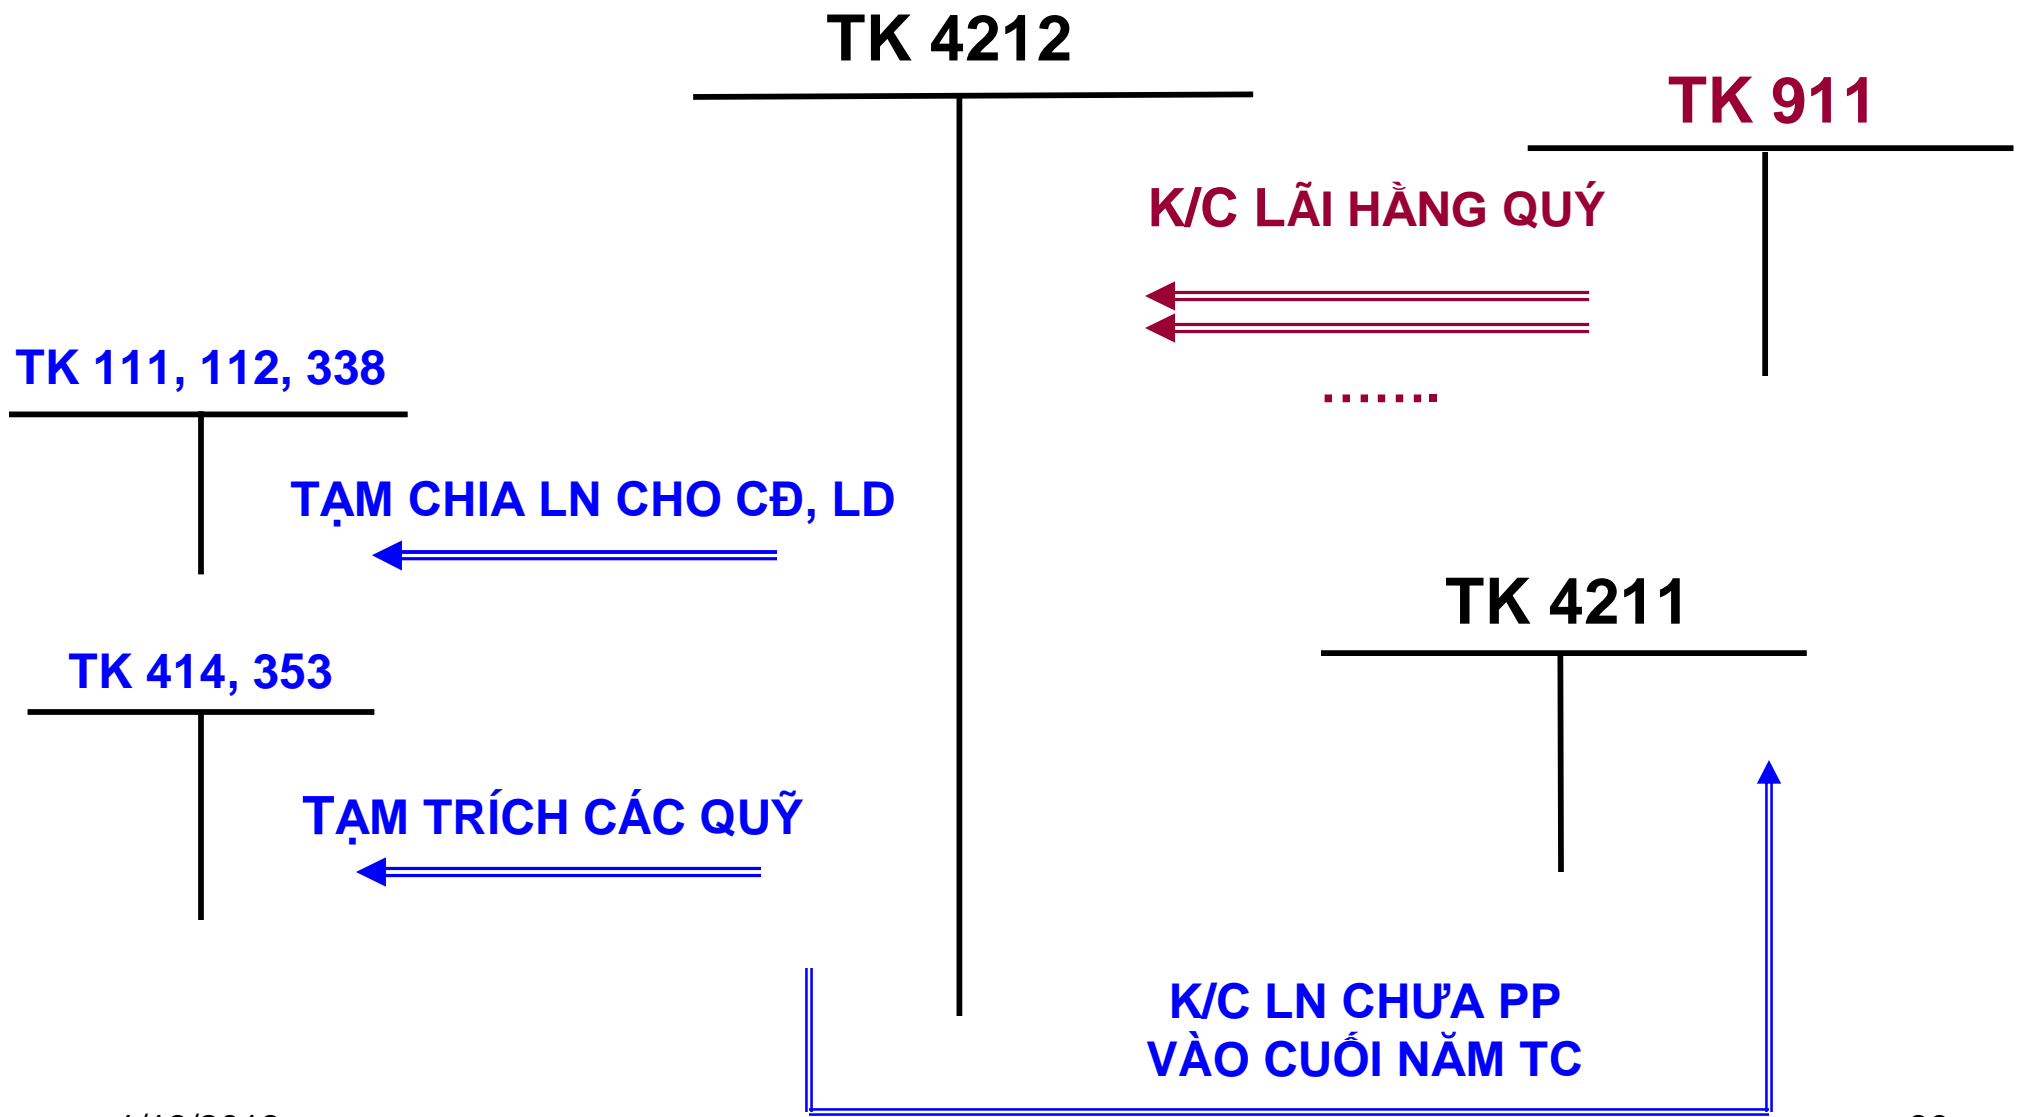 TK 4212
TK 911
K/C LÃI HẰNG QUÝ
…….
TK 111, 112, 338
TẠM CHIA LN CHO CĐ, LD
TK 4211
TK 414, 353
TẠM TRÍCH CÁC QUỸ
K/C LN CHƯA PP
VÀO CUỐI NĂM TC